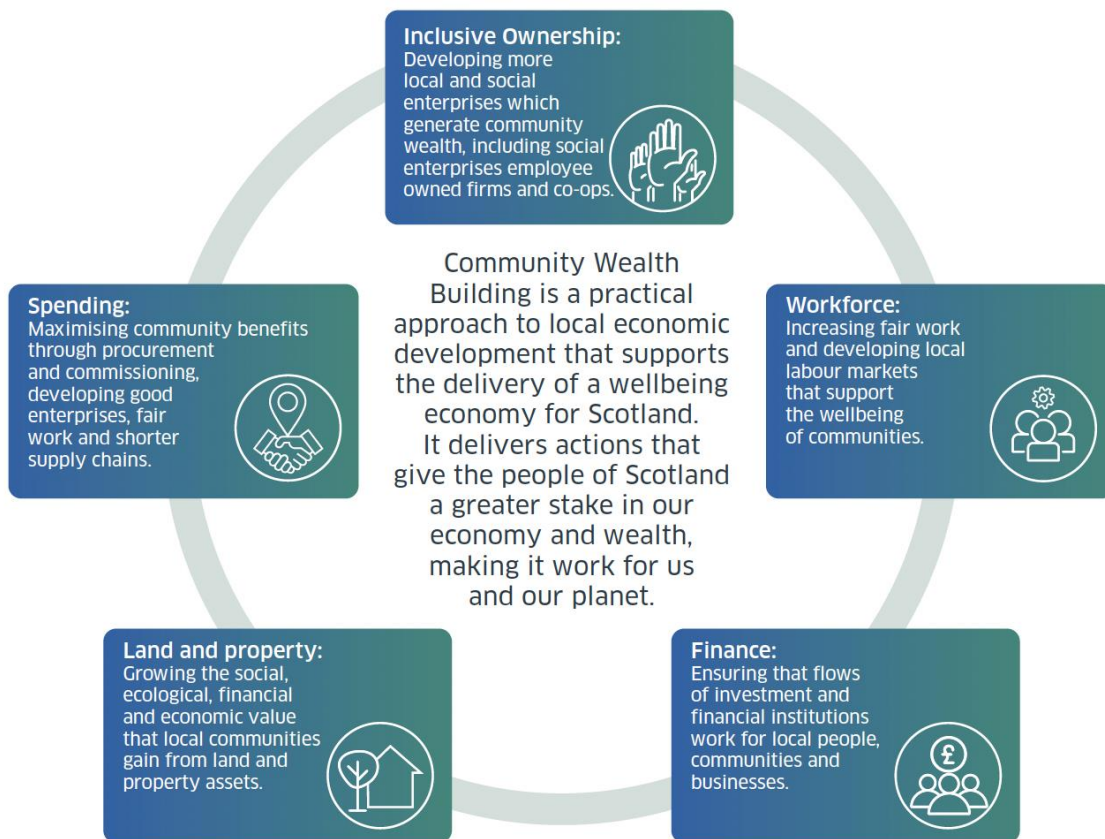 Inclusive Ownership:
Developing more
local and social
enterprises which
generate community
wealth, including social
enterprises employee
owned firms and co-ops.
Community Wealth
Building is a practical
approach to local economic
development that supports
the delivery of a wellbeing
economy for Scotland.
It delivers actions that
give the people of Scotland
a greater stake in our
economy and wealth,
making it work for us
and our planet.
Spending:
Maximising community benefits
through procurement
and commissioning,
developing good
enterprises, fair
work and shorter
supply chains.
Workforce:
Increasing fair work
and developing local
labour markets
that support
the wellbeing
of communities.
Land and property:
Growing the social,
ecological, financial
and economic value
that local communities
gain from land and
property assets.
Finance:
Ensuring that flows
of investment and
financial institutions
work for local people,
communities and
businesses.
£